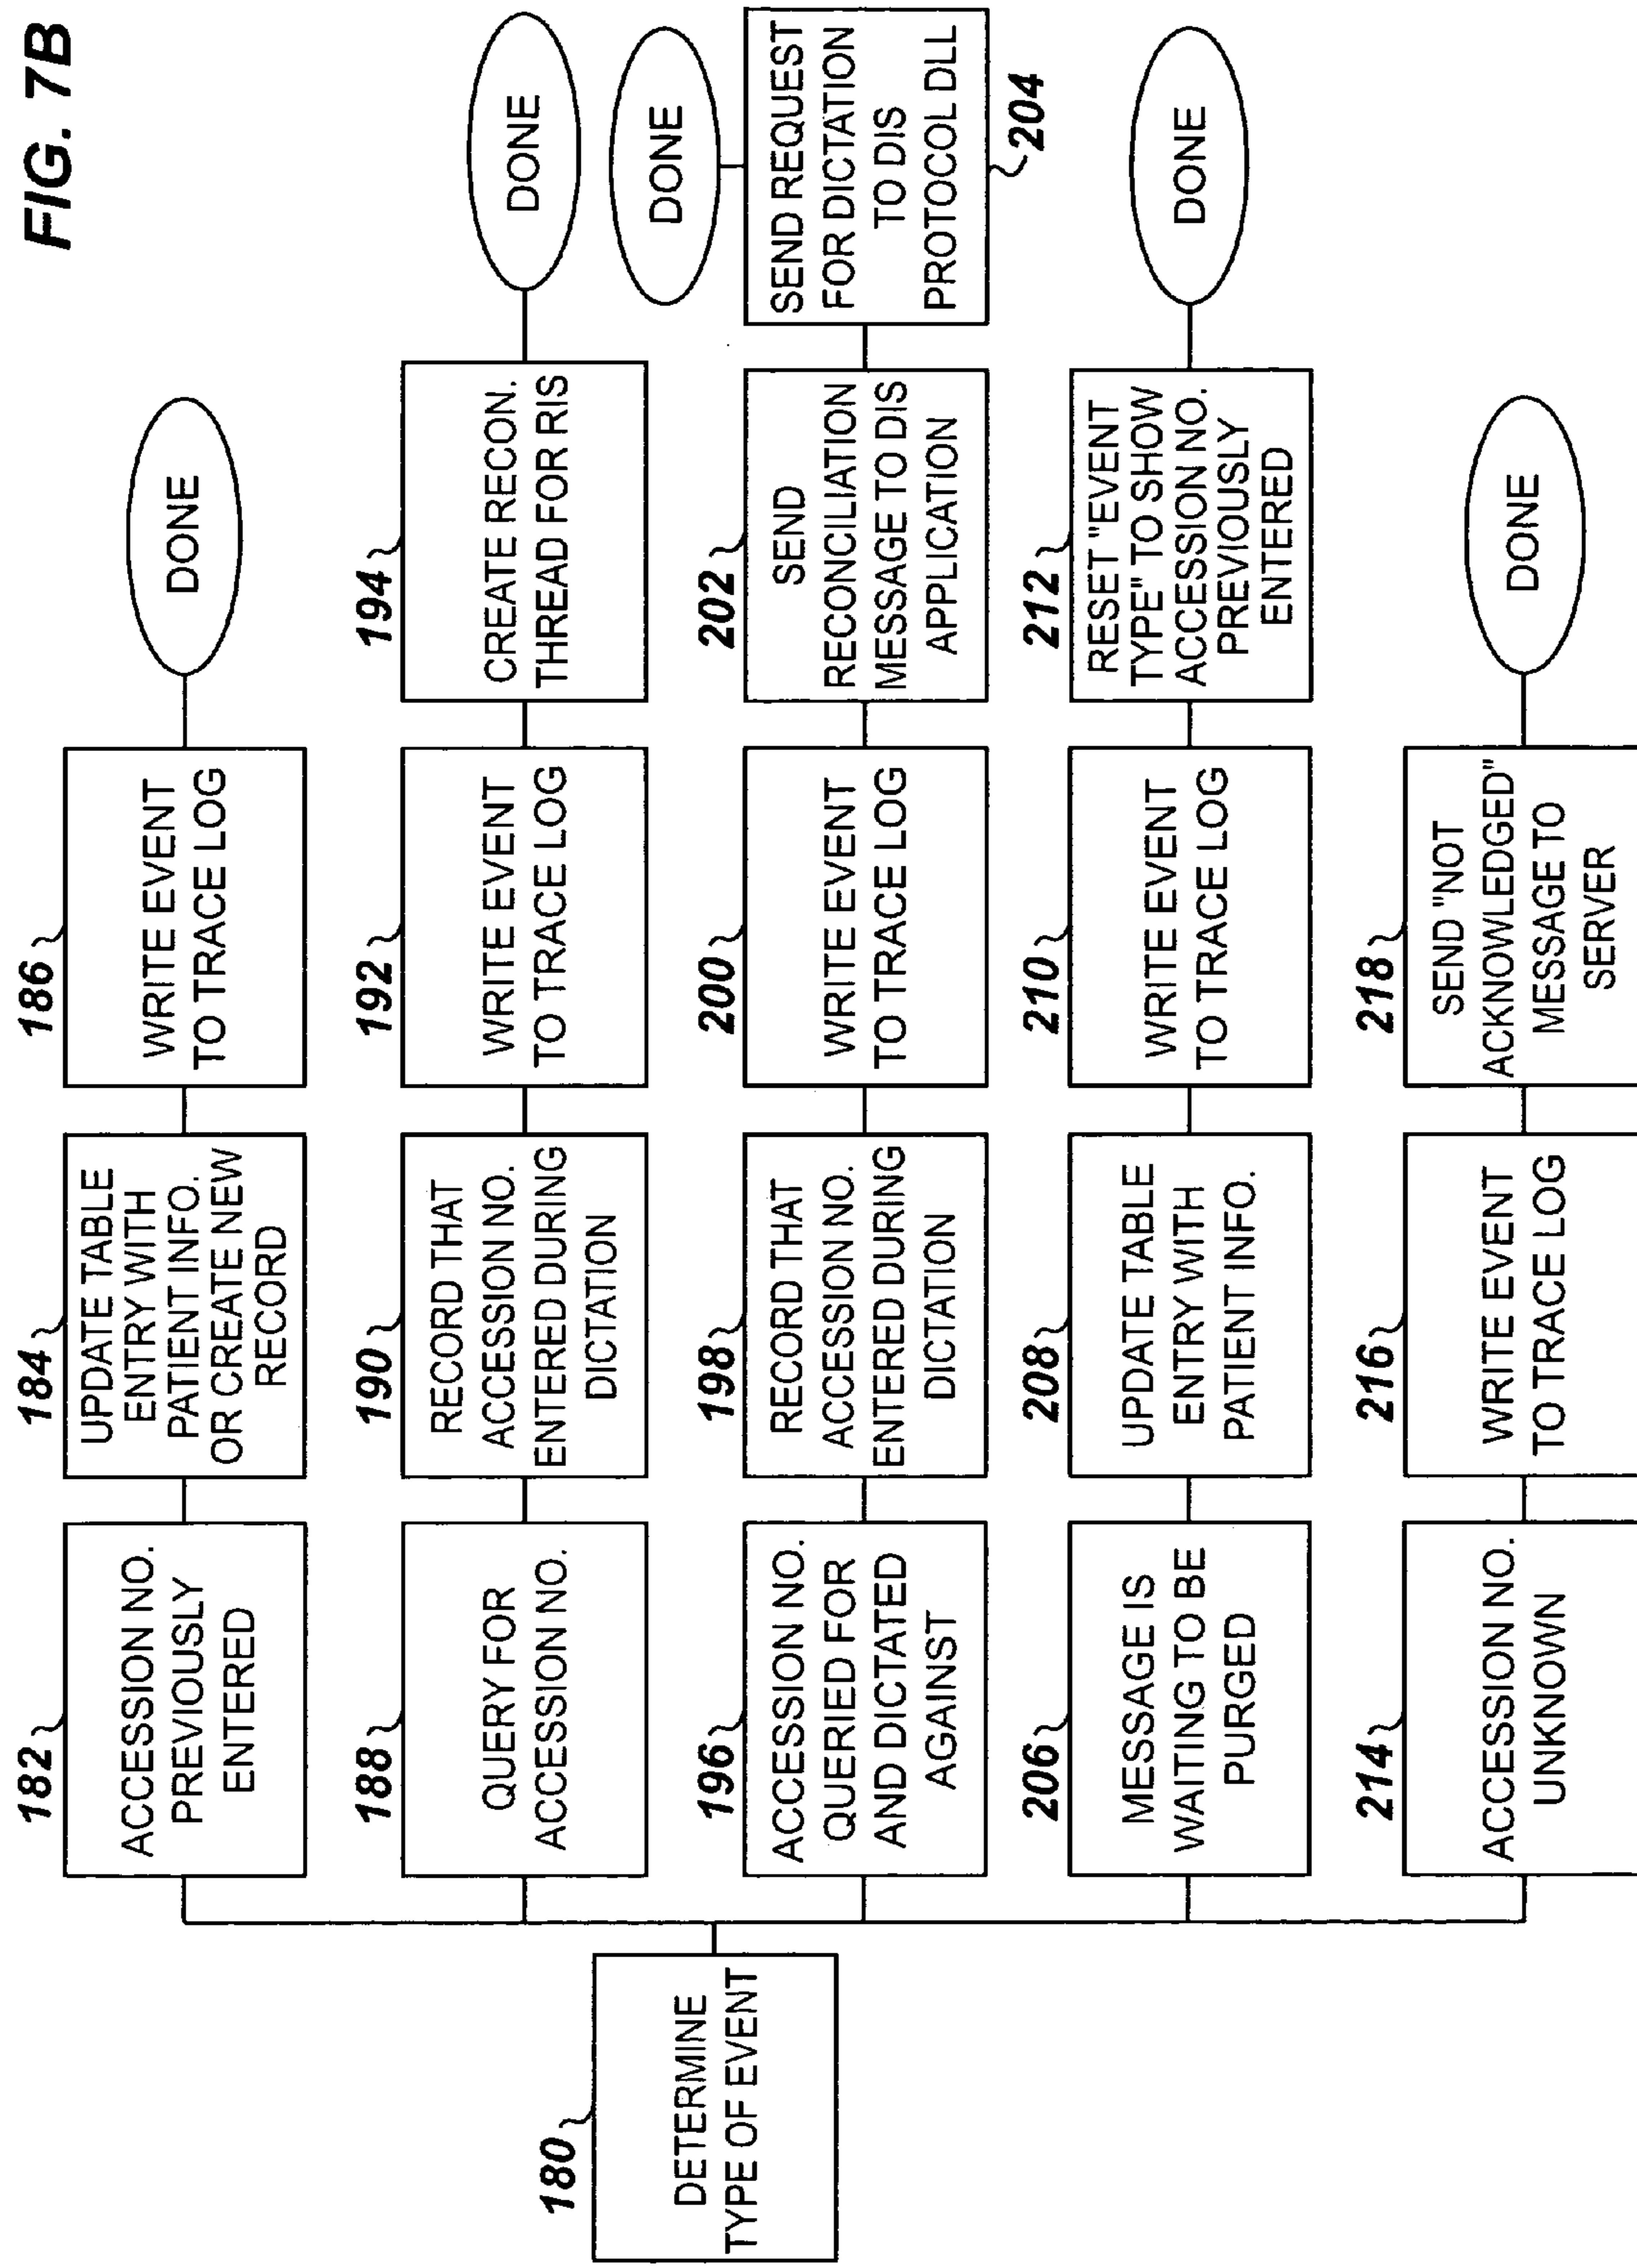 FIG. 7B
180
DETERMINE
TYPE OF EVENT
182
ACCESSION NO.
PREVIOUSLY
ENTERED
184
UPDATE TABLE
ENTRY WITH
PATIENT INFO.
OR CREATE NEW
RECORD
186
WRITE EVENT
TO TRACE LOG
DONE
188
QUERY FOR
ACCESSION NO.
190
RECORD THAT
ACCESSION NO.
ENTERED DURING
DICTATION
192
WRITE EVENT
TO TRACE LOG
194
CREATE RECON.
THREAD FOR RIS
DONE
196
ACCESSION NO.
QUERIED FOR
AND DICTATED
AGAINST
198
RECORD THAT
ACCESSION NO.
ENTERED DURING
DICTATION
200
WRITE EVENT
TO TRACE LOG
202
SEND
RECONCILIATION
MESSAGE TO DIS
APPLICATION
SEND REQUEST
FOR DICTATION
TO DIS
PROTOCOL DLL
204
DONE
206
MESSAGE IS
WAITING TO BE
PURGED
208
UPDATE TABLE
ENTRY WITH
PATIENT INFO.
210
WRITE EVENT
TO TRACE LOG
212
RESET "EVENT
TYPE" TO SHOW
ACCESSION NO.
PREVIOUSLY
ENTERED
DONE
214
ACCESSION NO.
UNKNOWN
216
WRITE EVENT
TO TRACE LOG
218
SEND "NOT
ACKNOWLEDGED"
MESSAGE TO
SERVER
DONE